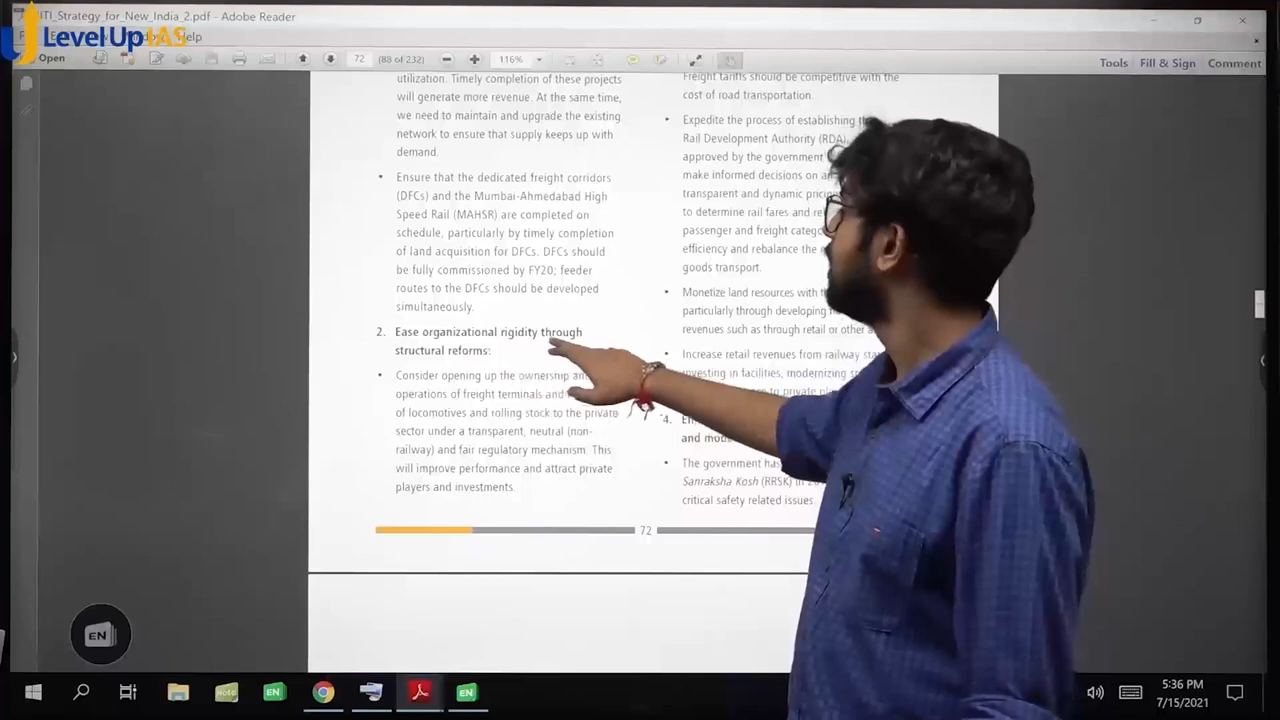 ITI_Strategy_for_New_India_2.pdf - Adobe Reader
LevelUp IAS
Help
Open
72
(88 of 232)
116%
Tools
Fill & Sign
Comment
utilization. Timely completion of these projects
will generate more revenue. At the same time,
we need to maintain and upgrade the existing
network to ensure that supply keeps up with
demand.
• Ensure that the dedicated freight corridors
(DFCs) and the Mumbai-Ahmedabad High
Speed Rail (MAHSR) are completed on
schedule, particularly by timely completion
of land acquisition for DFCs. DFCs should
be fully commissioned by FY20; feeder
routes to the DFCs should be developed
simultaneously.
2. Ease organizational rigidity through
structural reforms:
• Consider opening up the ownership
operations of freight terminals and
of locomotives and rolling stock to the private
sector under a transparent, neutral (non-
railway) and fair regulatory mechanism. This
will improve performance and attract private
players and investments.
Freight tariffs should be competitive with the
cost of road transportation.
• Expedite the process of establishing
Rail Development Authority (RDA),
approved by the government
make informed decisions on
transparent and dynamic
to determine rail fares and
passenger and freight
efficiency and rebalance the
goods transport.
• Monetize land resources with
particularly through developing
revenues such as through retail or other
• Increase retail revenues from railway
investing in facilities, modernizing
to private
4.
and
• The government
Sanraksha Kosh (RRSK) in
critical safety related issues.
72
EN
note
EN
EN
5:36 PM
7/15/2021